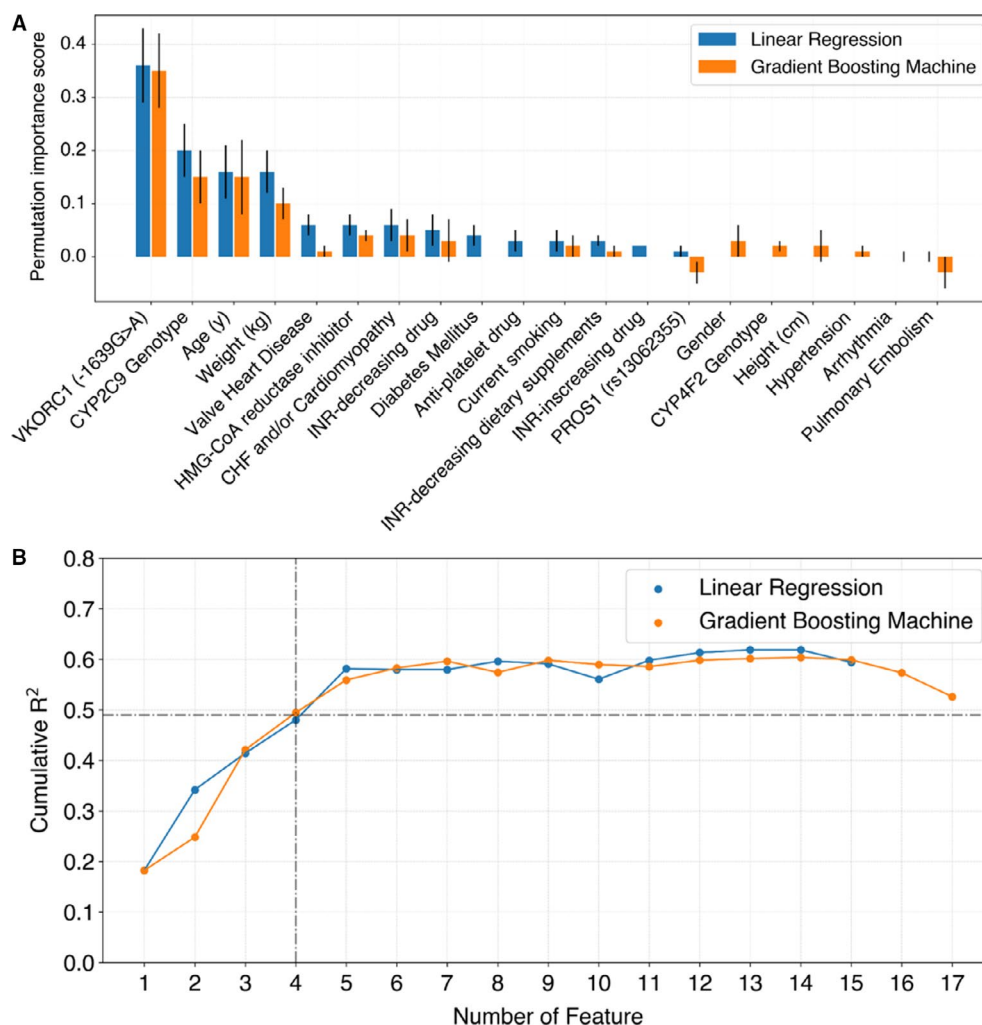 A
Permutation importance score
0.4
0.3
0.2
0.1
0.0
Linear Regression
Gradient Boosting Machine
VKORC1 (-1639G>A)
CYP2C9 Genotype
Age (y)
Weight (kg)
Valve Heart Disease
HMG-CoA reductase inhibitor
CHF and/or Cardiomyopathy
INR-decreasing drug
Diabetes Mellitus
Anti-platelet drug
Current smoking
INR-decreasing dietary supplements
INR-inscreasing drug
PROS1 (rs13062355)
Gender
CYP4F2 Genotype
Height (cm)
Hypertension
Arrhythmia
Pulmonary Embolism
B
Cumulative R²
0.8
0.7
0.6
0.5
0.4
0.3
0.2
0.1
0.0
Linear Regression
Gradient Boosting Machine
1 2 3 4 5 6 7 8 9 10 11 12 13 14 15 16 17
Number of Feature